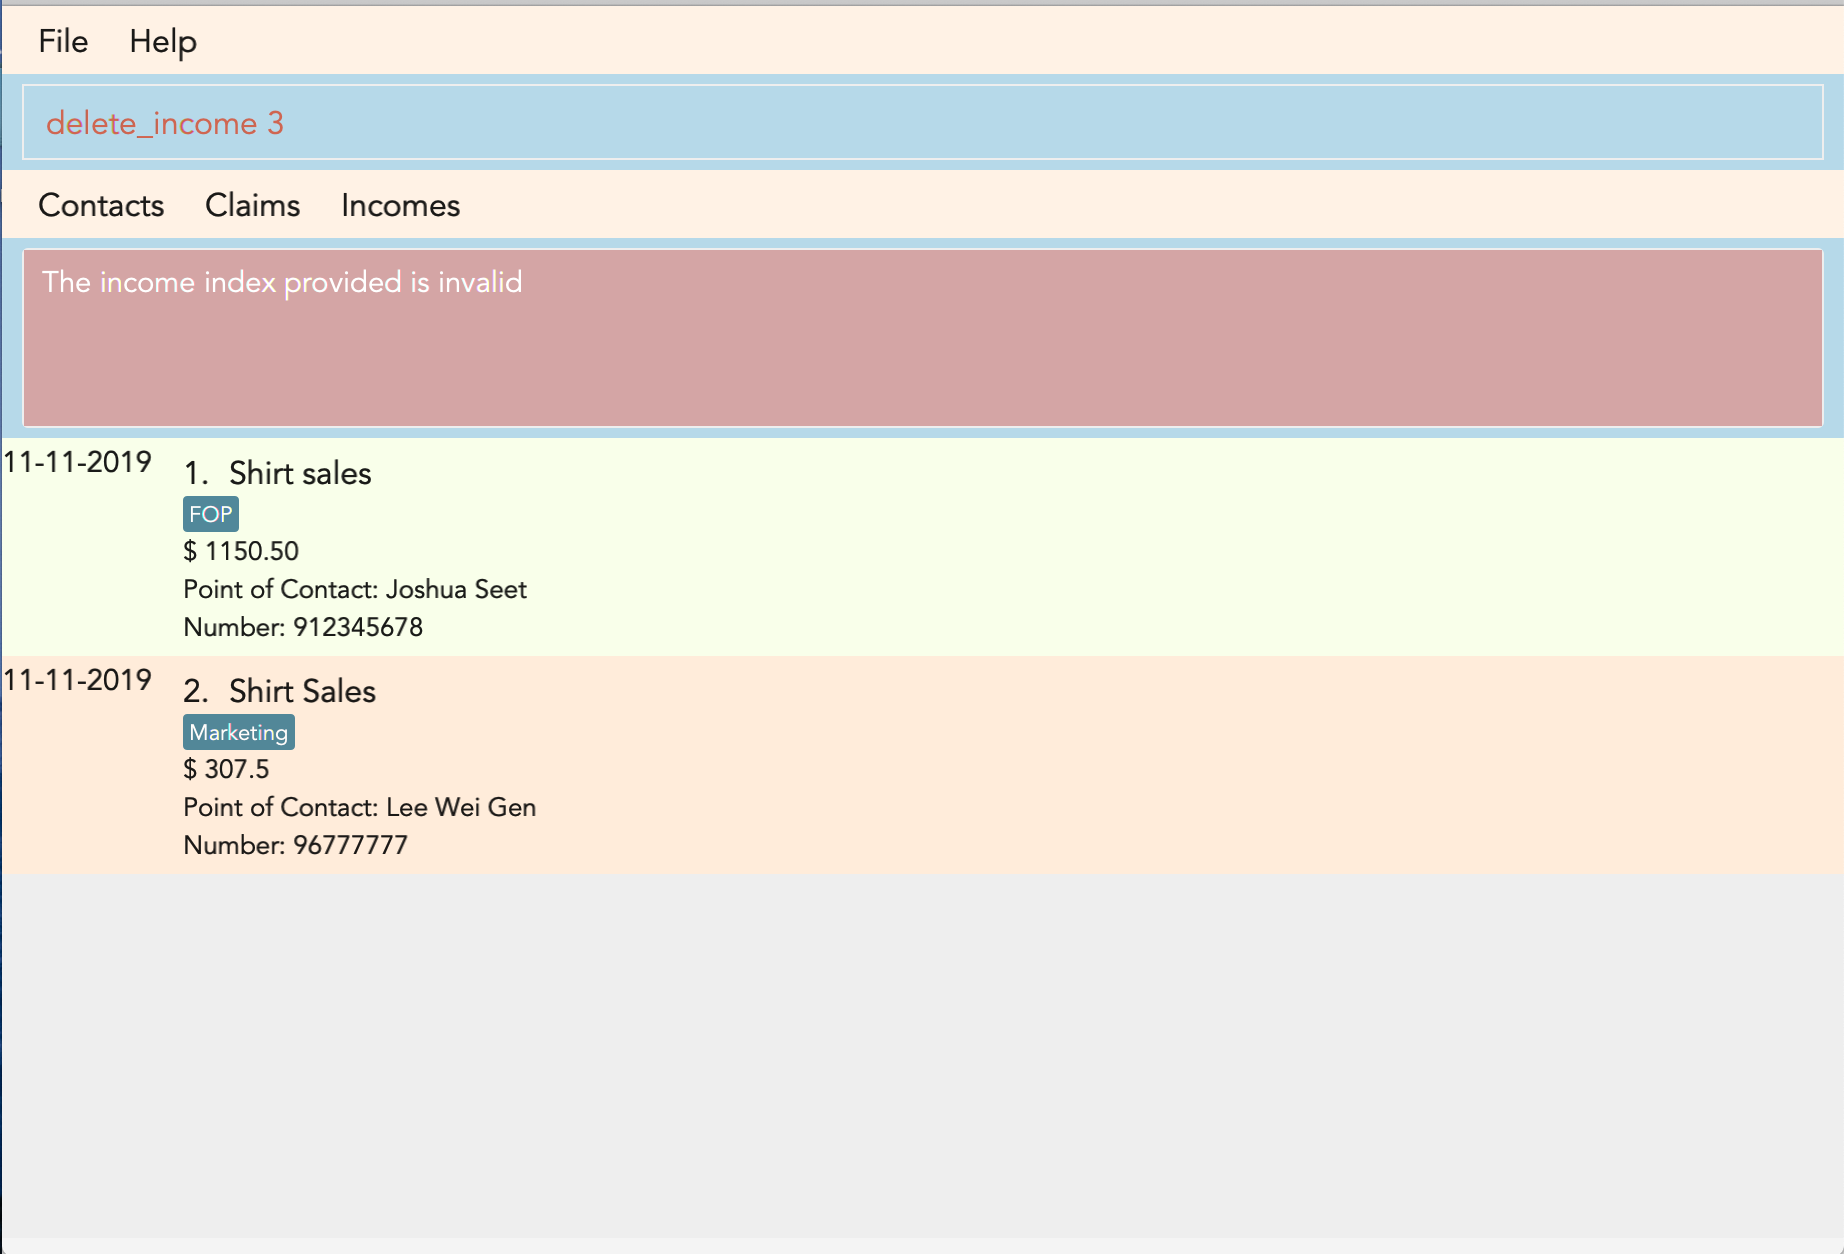 File Help
delete_income 3
Contacts Claims Incomes
The income index provided is invalid
11-11-2019 1. Shirt sales
FOP
$ 1150.50
Point of Contact: Joshua Seet
Number: 912345678
11-11-2019 2. Shirt Sales
Marketing
$ 307.5
Point of Contact: Lee Wei Gen
Number: 96777777